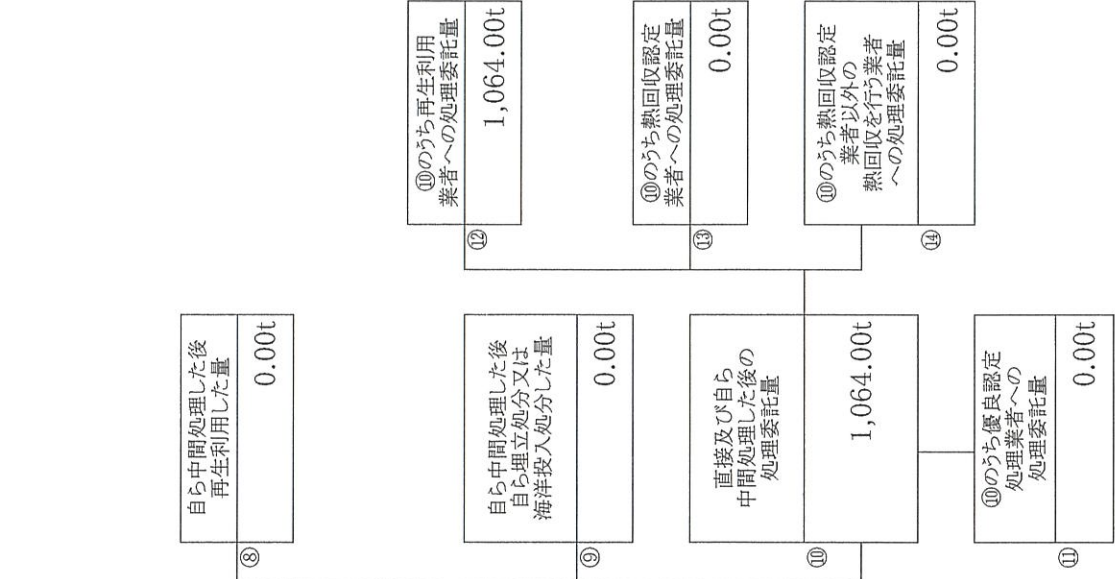 ⑧
自ら中間処理した後
再生利用した量
0.00t
⑨
自ら中間処理した後
自ら埋立処分又は
海洋投入処分した量
0.00t
⑩
直接及び自ら
中間処理した後の
処理委託量
1,064.00t
⑪
⑩のうち優良認定
処理業者への
処理委託量
0.00t
⑫
⑩のうち再生利用
業者への処理委託量
1,064.00t
⑬
⑩のうち熱回収認定
業者への処理委託量
0.00t
⑭
⑩のうち熱回収認定
業者以外の
熱回収を行う業者
への処理委託量
0.00t